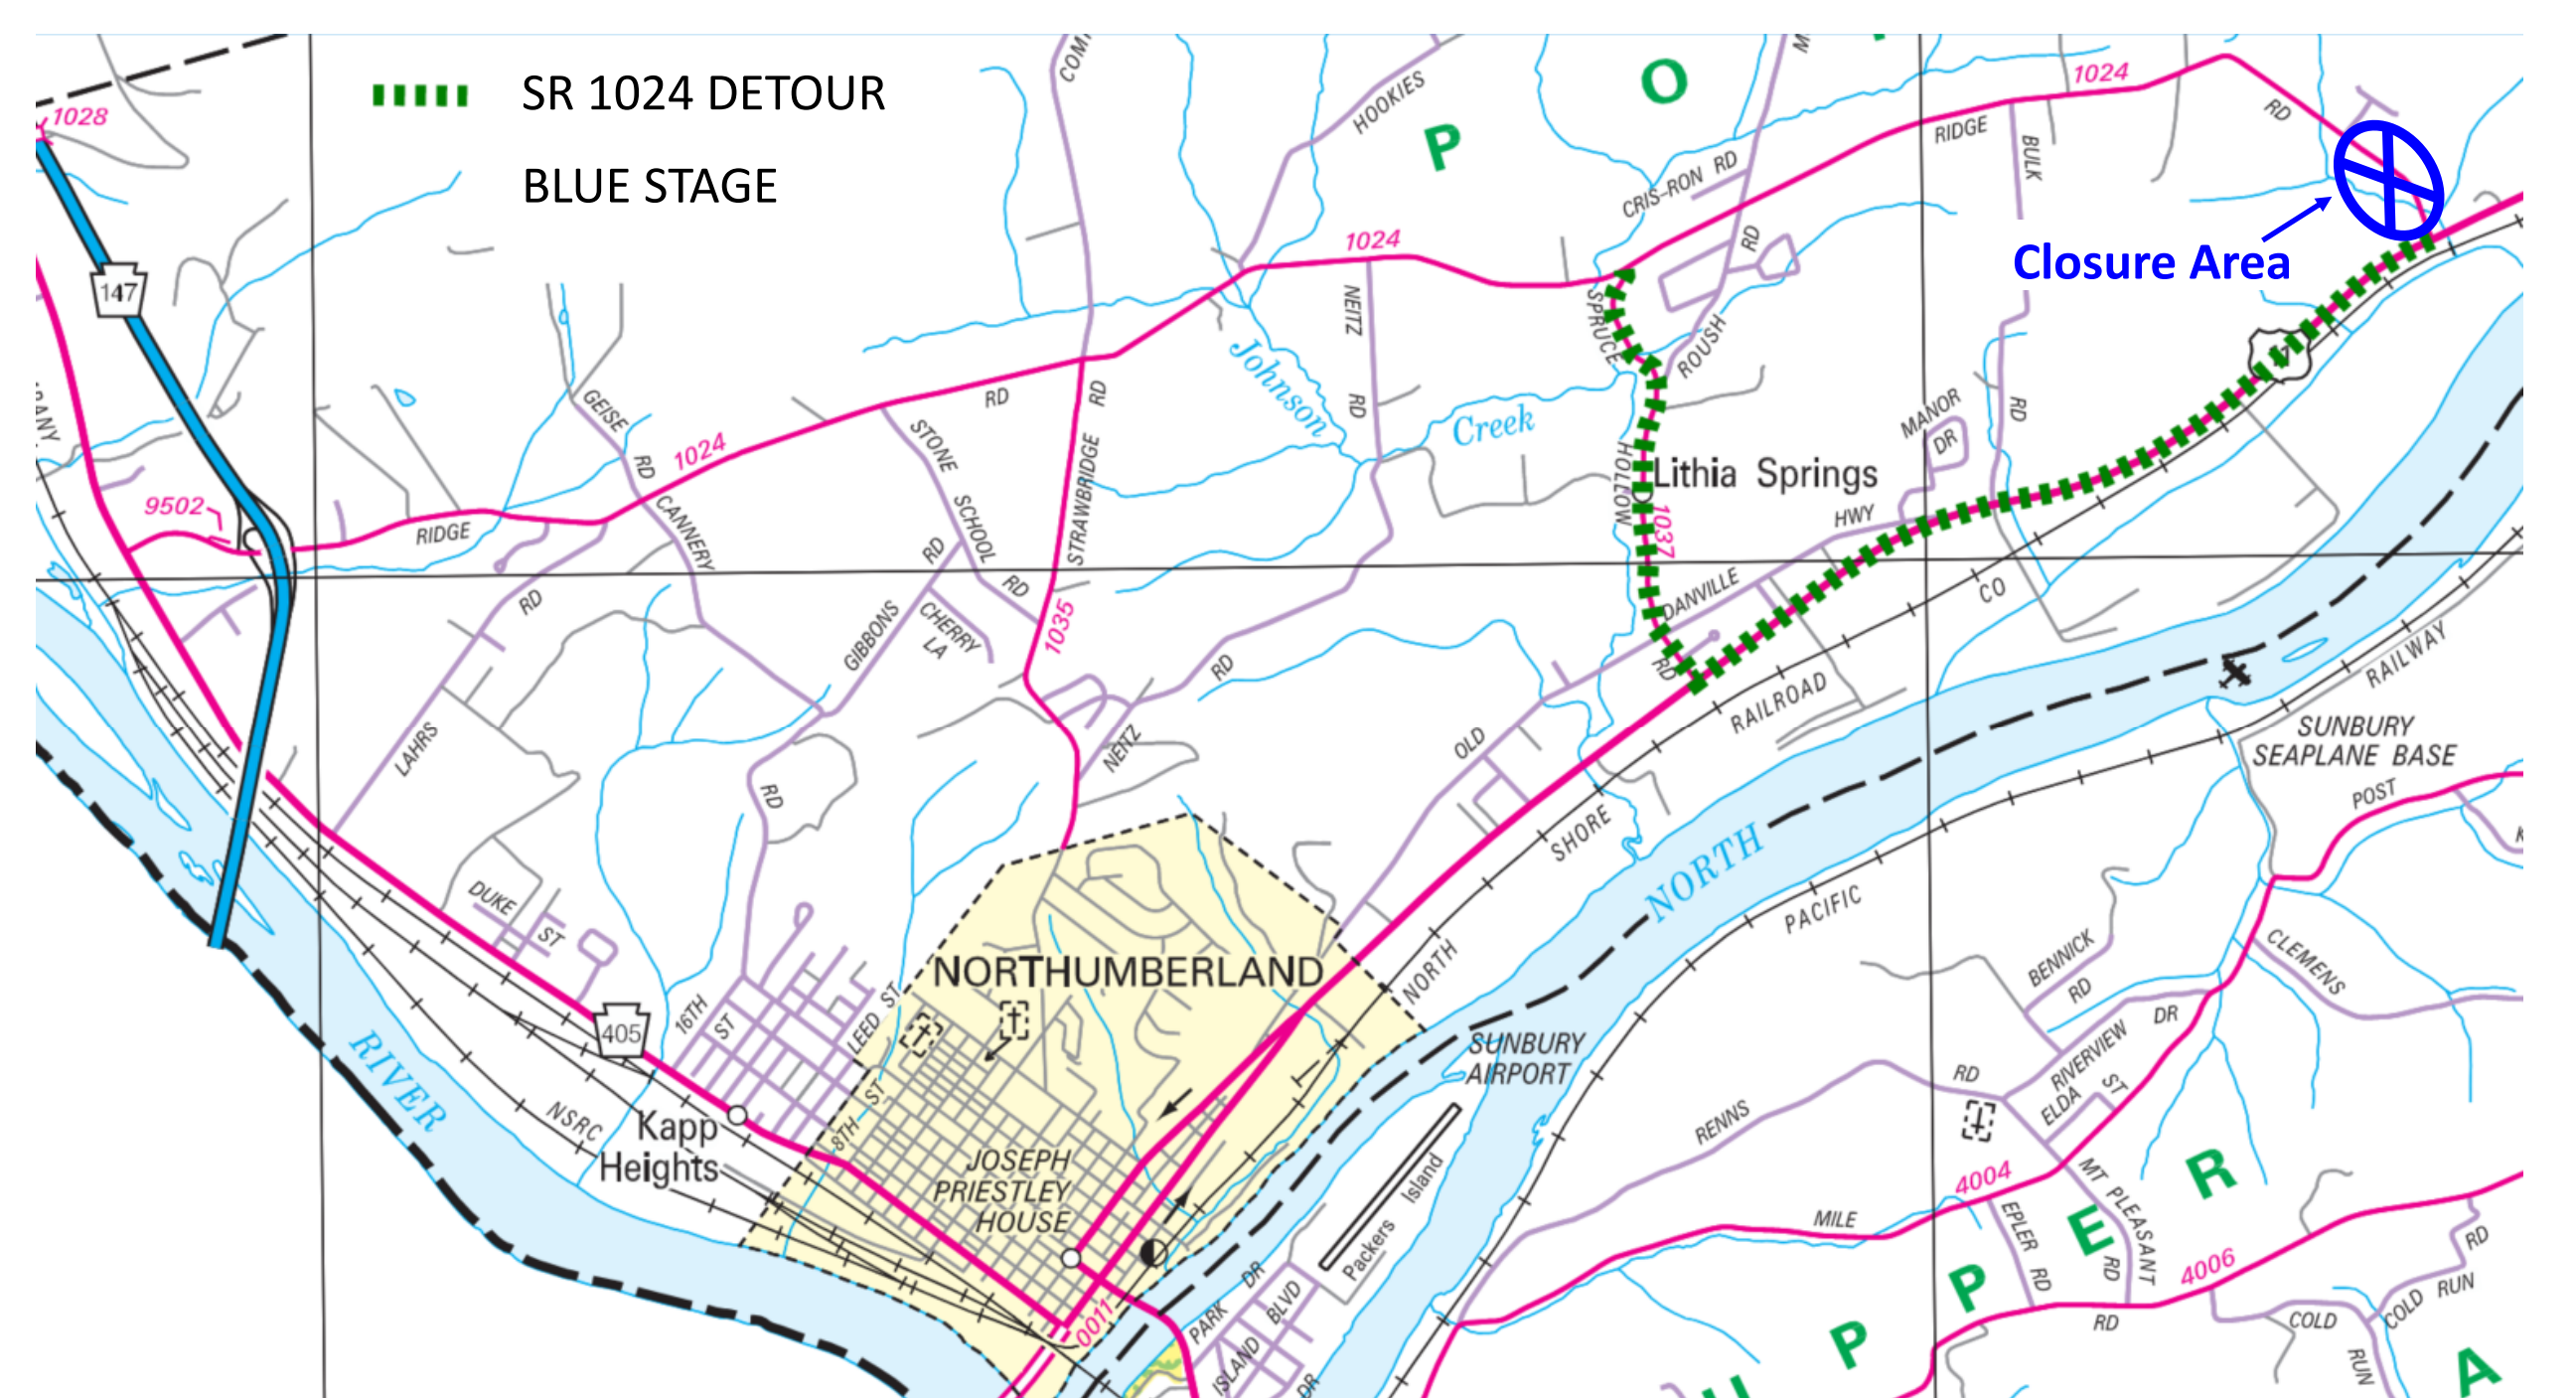 SR 1024 DETOUR
BLUE STAGE
1028
147
HOOKIES
P
O
CRIS-RON RD
RIDGE
BULK
1024
RD
Closure Area
1024
NEITZ
RD
SPRUCE
HOLLOW
RD
ROUSH
RD
Johnson
Creek
Lithia Springs
1037
MANOR
DR
RD
HWY
DANVILLE
OLD
9502
RIDGE
1024
RD
GEISE
RD
CANNERY
STONE
SCHOOL
RD
STRAWBRIDGE RD
1035
RD
LAHRS
GIBBONS
RD
CHERRY
LA
RD
NEITZ
RD
CO
RAILROAD
SHORE
NORTH
NORTH
PACIFIC
RAILWAY
SUNBURY
SEAPLANE BASE
POST
DUKE
ST
405
16TH
ST
LEED ST
8TH ST
NORTHUMBERLAND
JOSEPH
PRIESTLEY
HOUSE
Kapp
Heights
NSRC
RIVER
0011
SUNBURY
AIRPORT
Packers Island
PARK DR
ISLAND BLVD
DR
BENNICK
RD
CLEMENS
RIVERVIEW
DR
ELDA ST
RENNS
RD
4004
MILE
EPLER RD
MT PLEASANT
RD
4006
RD
COLD
RUN
COLD RUN
RD
R
E
P
P
U
A